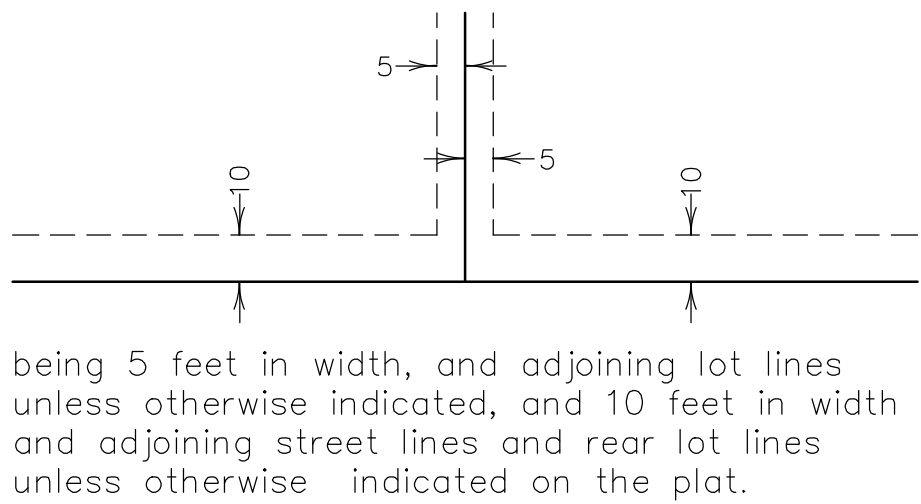 5
5
10
10
being 5 feet in width, and adjoining lot lines
unless otherwise indicated, and 10 feet in width
and adjoining street lines and rear lot lines
unless otherwise indicated on the plat.